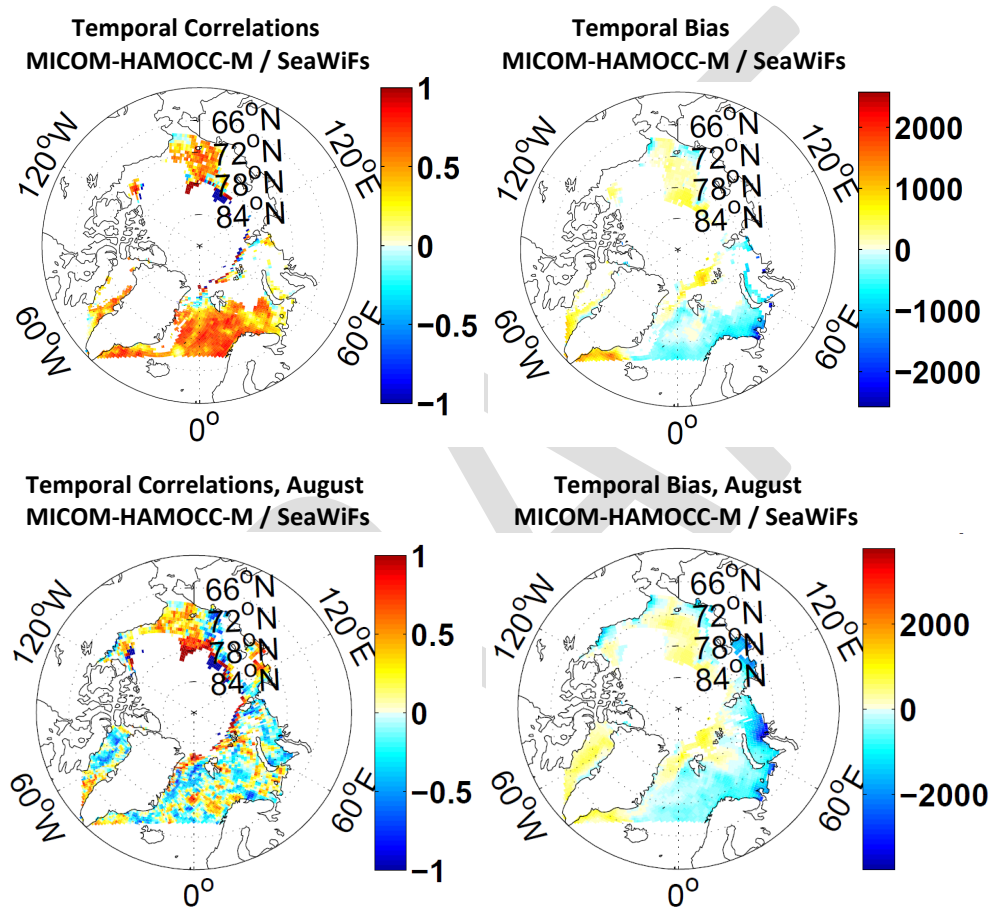 Temporal Correlations
MICOM-HAMOCC-M / SeaWiFs
Temporal Bias
MICOM-HAMOCC-M / SeaWiFs
120°W
66°N
72°N
78°N
84°N
120°E
60°W
0°
60°E
1
0.5
0
−0.5
−1
120°W
66°N
72°N
78°N
84°N
120°E
60°W
0°
60°E
2000
1000
0
−1000
−2000
Temporal Correlations, August
MICOM-HAMOCC-M / SeaWiFs
Temporal Bias, August
MICOM-HAMOCC-M / SeaWiFs
120°W
66°N
72°N
78°N
84°N
120°E
60°W
0°
60°E
1
0.5
0
−0.5
−1
120°W
66°N
72°N
78°N
84°N
120°E
60°W
0°
60°E
2000
0
−2000